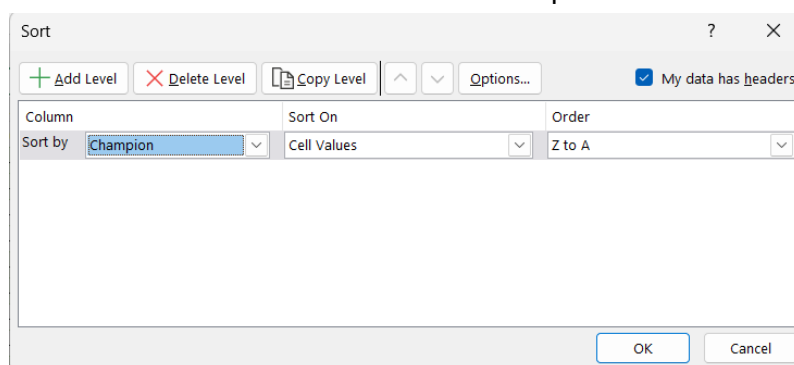 Sort ? X
Add Level Delete Level Copy Level Options... My data has headers
Column Sort On Order
Sort by Champion Cell Values Z to A
OK Cancel